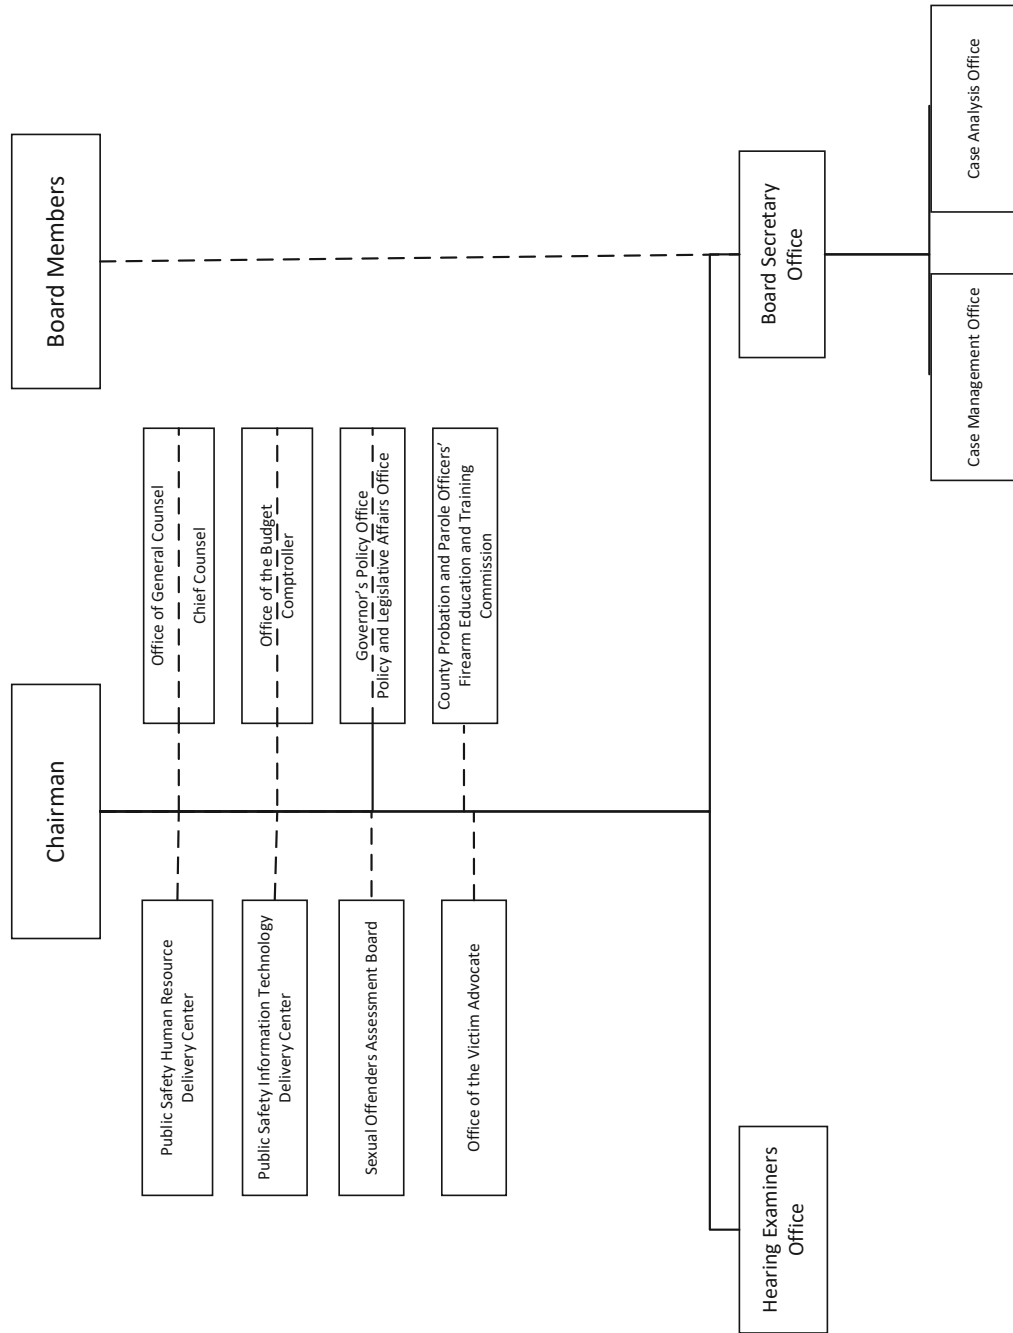 Chairman
Board Members
Public Safety Human Resource
Delivery Center
Office of General Counsel
Chief Counsel
Public Safety Information Technology
Delivery Center
Office of the Budget
Comptroller
Sexual Offenders Assessment Board
Governor's Policy Office
Policy and Legislative Affairs Office
Office of the Victim Advocate
County Probation and Parole Officers'
Firearm Education and Training
Commission
Hearing Examiners
Office
Board Secretary
Office
Case Management Office
Case Analysis Office